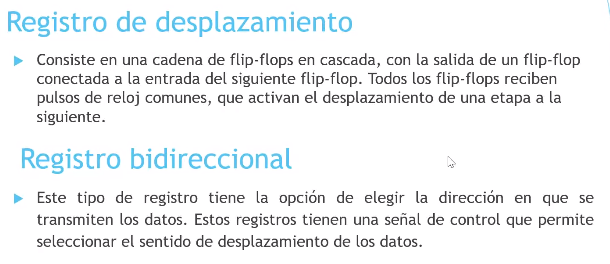 Registro de desplazamiento
Consiste en una cadena de flip-flops en cascada, con la salida de un flip-flop
conectada a la entrada del siguiente flip-flop. Todos los flip-flops reciben
pulsos de reloj comunes, que activan el desplazamiento de una etapa a la
siguiente.
Registro bidireccional
Este tipo de registro tiene la opción de elegir la dirección en que se
transmiten los datos. Estos registros tienen una señal de control que permite
seleccionar el sentido de desplazamiento de los datos.